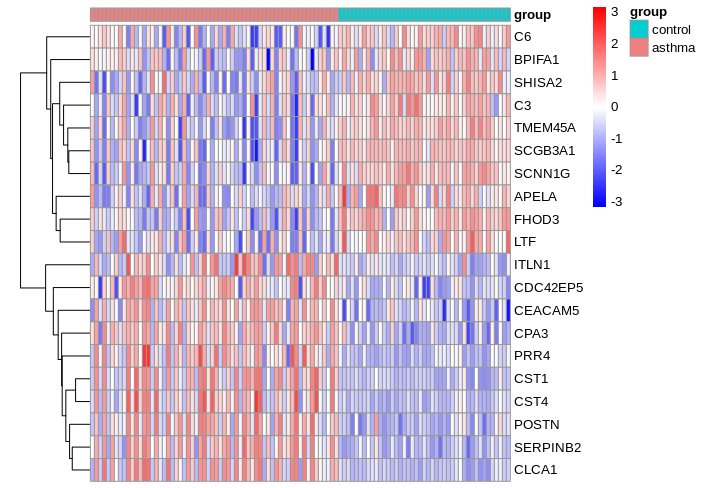 group
C6
BPIFA1
SHISA2
C3
TMEM45A
SCGB3A1
SCNN1G
APELA
FHOD3
LTF
ITLN1
CDC42EP5
CEACAM5
CPA3
PRR4
CST1
CST4
POSTN
SERPINB2
CLCA1
3
2
1
0
-1
-2
-3
group
control
asthma